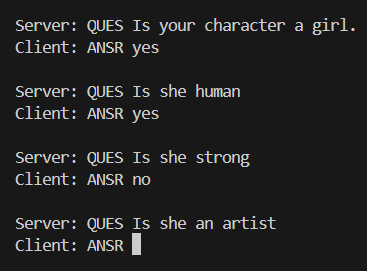 Server: QUES Is your character a girl.
Client: ANSR yes
Server: QUES Is she human
Client: ANSR yes
Server: QUES Is she strong
Client: ANSR no
Server: QUES Is she an artist
Client: ANSR